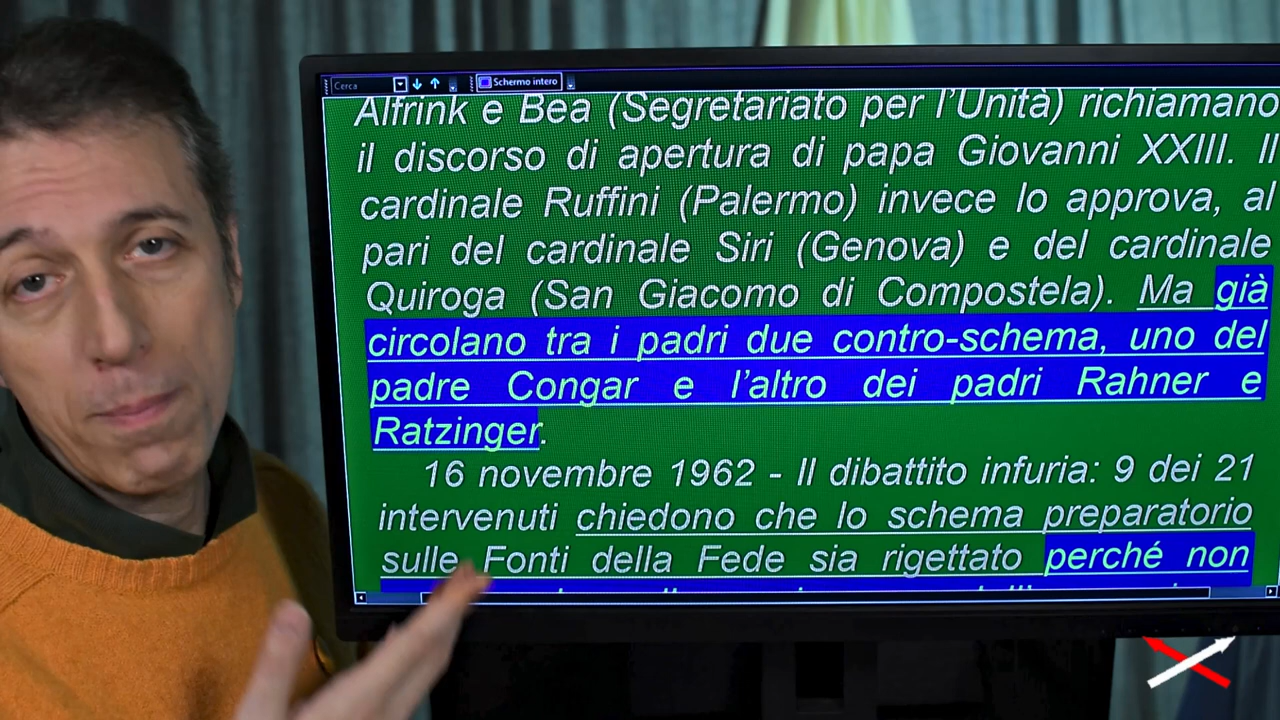 Cerca
Schermo intero
Alfrink e Bea (Segretariato per l'Unità) richiamano
il discorso di apertura di papa Giovanni XXIII. Il
cardinale Ruffini (Palermo) invece lo approva, al
pari del cardinale Siri (Genova) e del cardinale
Quiroga (San Giacomo di Compostela). Ma già
circolano tra i padri due contro-schema, uno del
padre Congar e l'altro dei padri Rahner e
Ratzinger.
16 novembre 1962 - Il dibattito infuria: 9 dei 21
intervenuti chiedono che lo schema preparatorio
sulle Fonti della Fede sia rigettato perché non